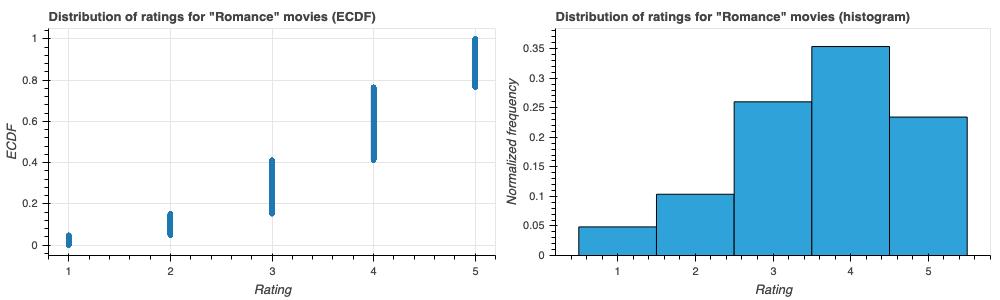 Distribution of ratings for "Romance" movies (ECDF)
1
0.8
0.6
0.4
0.2
0
ECDF
1 2 3 4 5
Rating
Distribution of ratings for "Romance" movies (histogram)
0.35
0.3
0.25
0.2
0.15
0.1
0.05
0
Normalized frequency
1 2 3 4 5
Rating